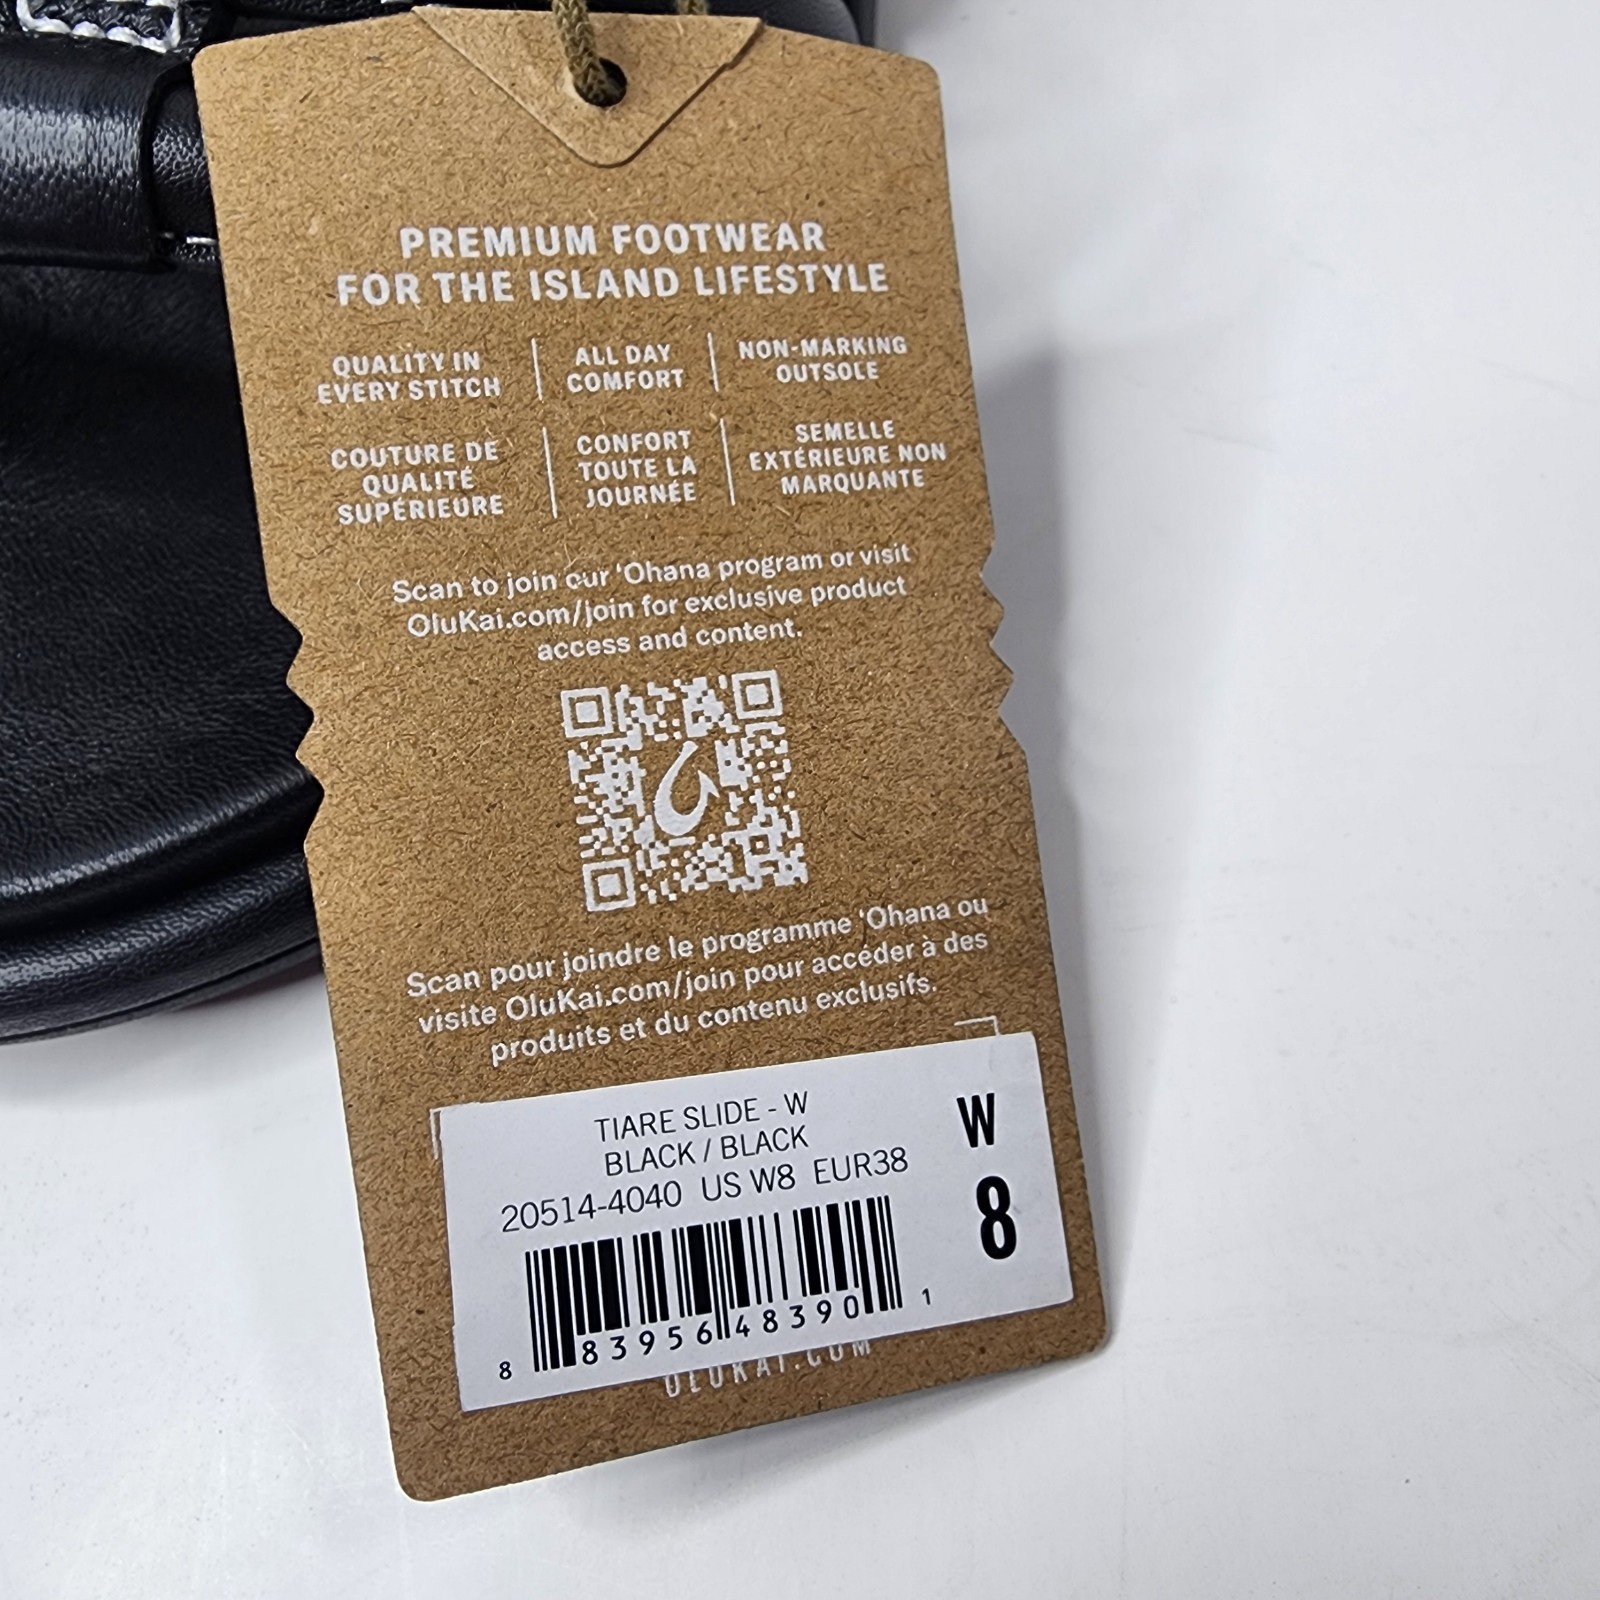 PREMIUM FOOTWEAR
FOR THE ISLAND LIFESTYLE
QUALITY IN
EVERY STITCH
ALL DAY
COMFORT
NON-MARKING
OUTSOLE
COUTURE DE
QUALITÉ
SUPÉRIEURE
CONFORT
TOUTE LA
JOURNÉE
SEMELLE
EXTÉRIEURE NON
MARQUANTE
Scan to join our ‘Ohana program or visit
OluKai.com/join for exclusive product
access and content.
Scan pour joindre le programme ‘Ohana ou
visite OluKai.com/join pour accéder à des
produits et du contenu exclusifs.
TIARE SLIDE - W
BLACK / BLACK
20514-4040 US W8 EUR38
W
8
8 83956 48390 1
OLUKAI.COM